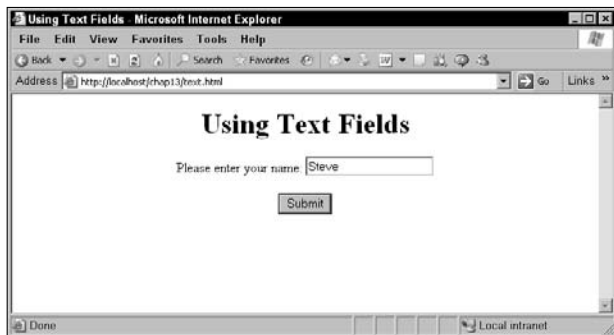 Using Text Fields - Microsoft Internet Explorer
File Edit View Favorites Tools Help
Back Search Favorites
Address http://localhost/chap13/text.html Go Links »
Using Text Fields
Please enter your name: Steve
Submit
Done Local intranet